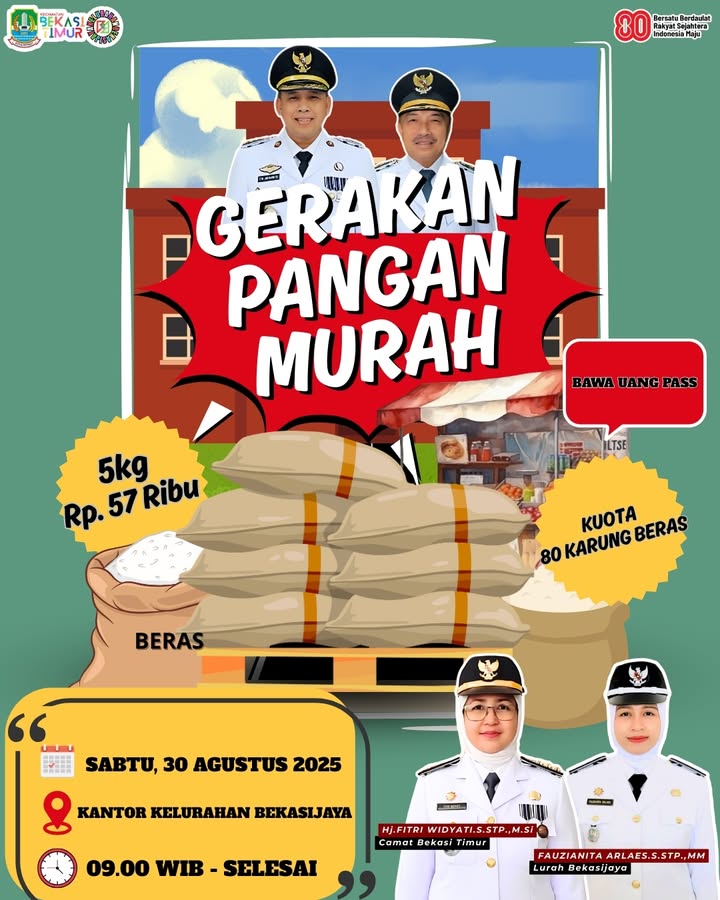 KECAMATAN
BEKASI
TIMUR
80
Bersatu Berdaulat
Rakyat Sejahtera
Indonesia Maju
GERAKAN
PANGAN
MURAH
BAWA UANG PASS
5kg
Rp. 57 Ribu
KUOTA
80 KARUNG BERAS
BERAS
SABTU, 30 AGUSTUS 2025
KANTOR KELURAHAN BEKASIJAYA
09.00 WIB - SELESAI
Hj.FITRI WIDYATI.S.STP.,M.Si
Camat Bekasi Timur
FAUZIANITA ARLAES.S.STP.,MM
Lurah Bekasijaya